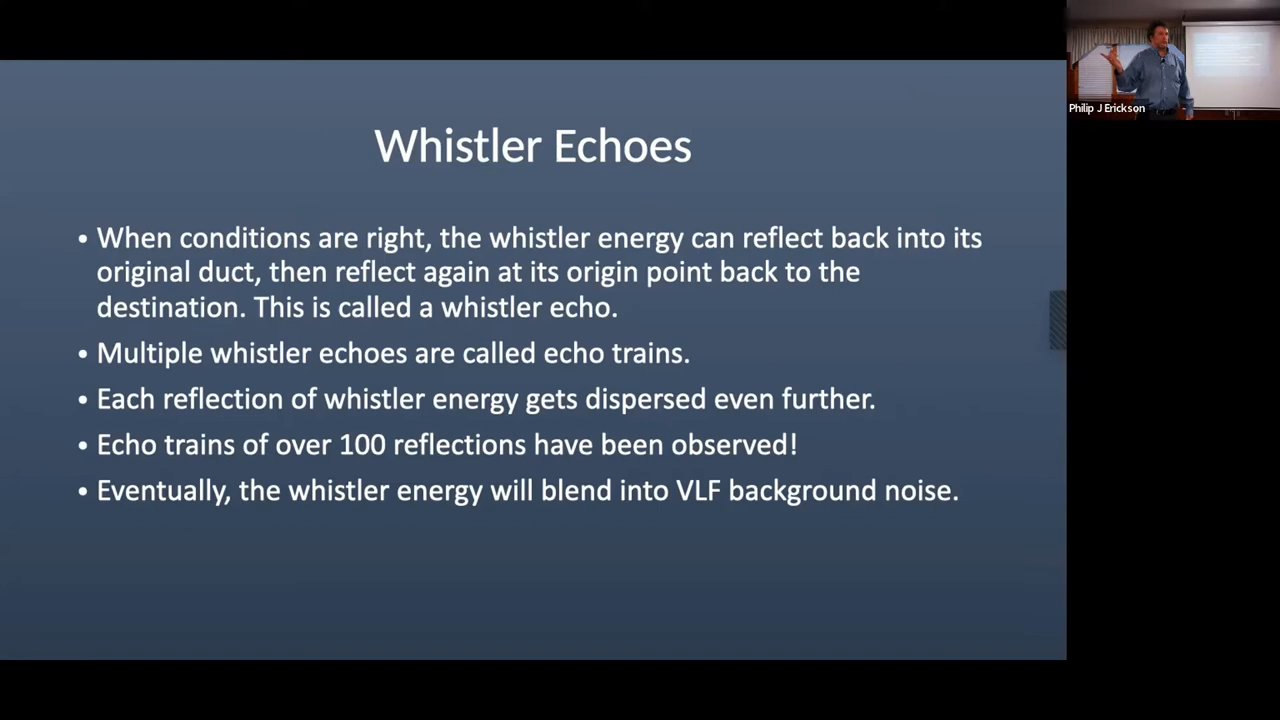 Whistler Echoes
• When conditions are right, the whistler energy can reflect back into its
original duct, then reflect again at its origin point back to the
destination. This is called a whistler echo.
• Multiple whistler echoes are called echo trains.
• Each reflection of whistler energy gets dispersed even further.
• Echo trains of over 100 reflections have been observed!
• Eventually, the whistler energy will blend into VLF background noise.
Philip J Erickson